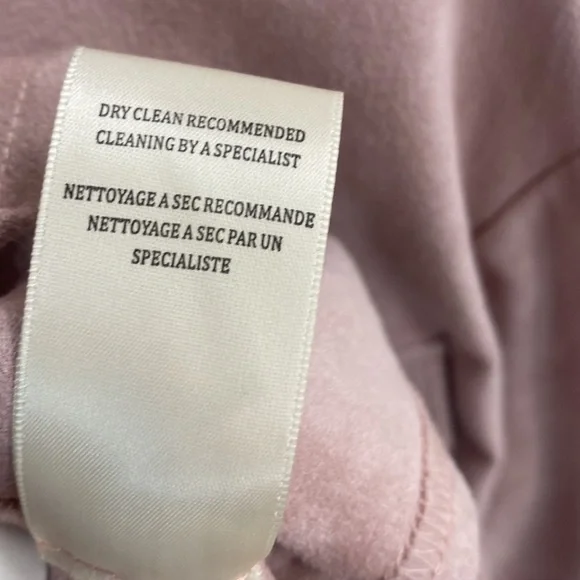 DRY CLEAN RECOMMENDED
CLEANING BY A SPECIALIST
NETTOYAGE A SEC RECOMMANDE
NETTOYAGE A SEC PAR UN
SPECIALISTE